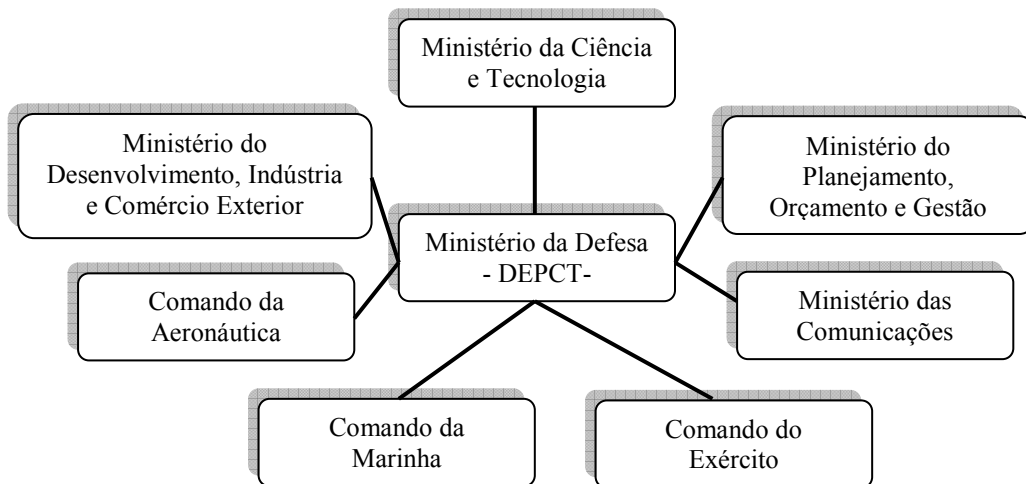 Ministério da Ciência
e Tecnologia
Ministério do
Desenvolvimento, Indústria
e Comércio Exterior
Ministério do
Planejamento,
Orçamento e Gestão
Ministério da Defesa
- DEPCT-
Comando da
Aeronáutica
Ministério das
Comunicações
Comando da
Marinha
Comando do
Exército